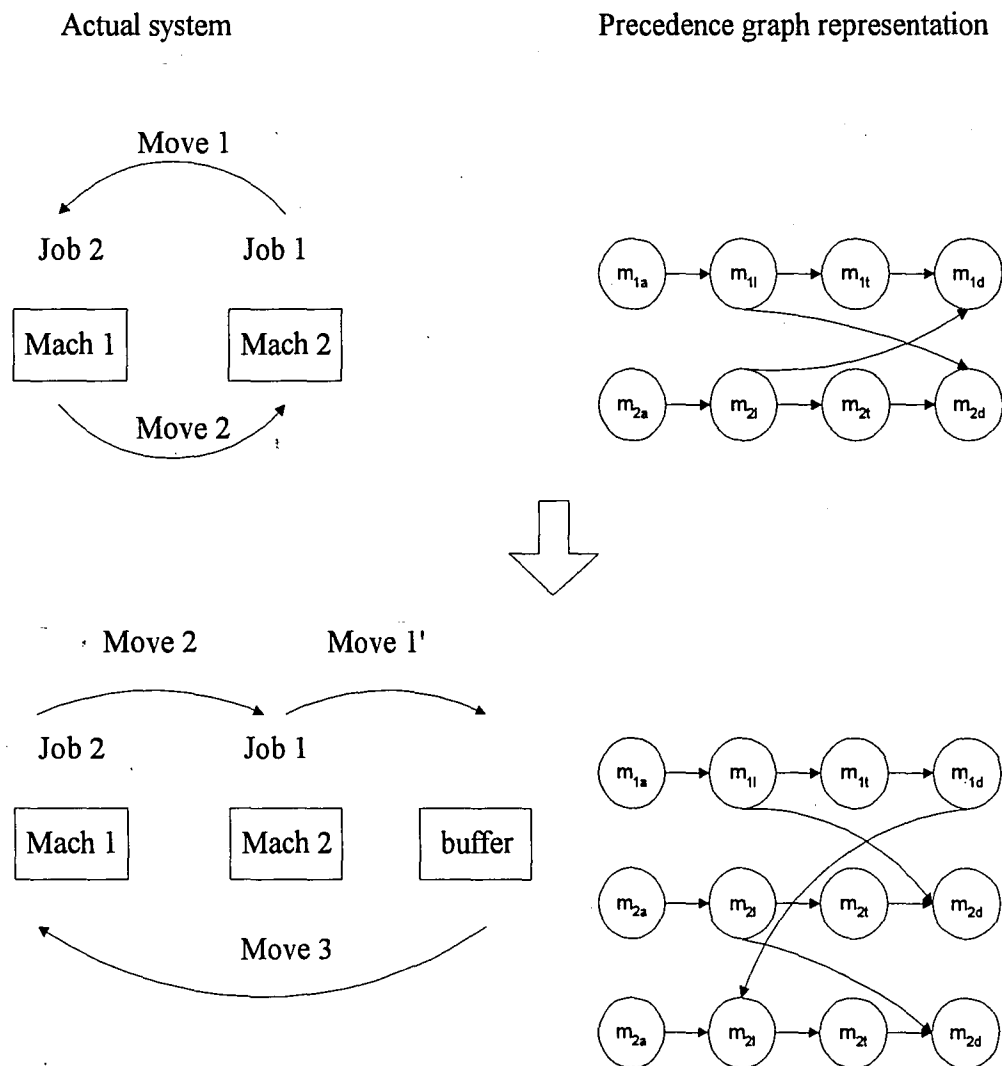 Actual system
Precedence graph representation
Move 1
Job 2
Job 1
Mach 1
Mach 2
Move 2
m1a
m1l
m1t
m1d
m2a
m2l
m2t
m2d
Move 2
Move 1'
Job 2
Job 1
Mach 1
Mach 2
buffer
Move 3
m1a
m1l
m1t
m1d
m2a
m2l
m2t
m2d
m2a
m2l
m2t
m2d